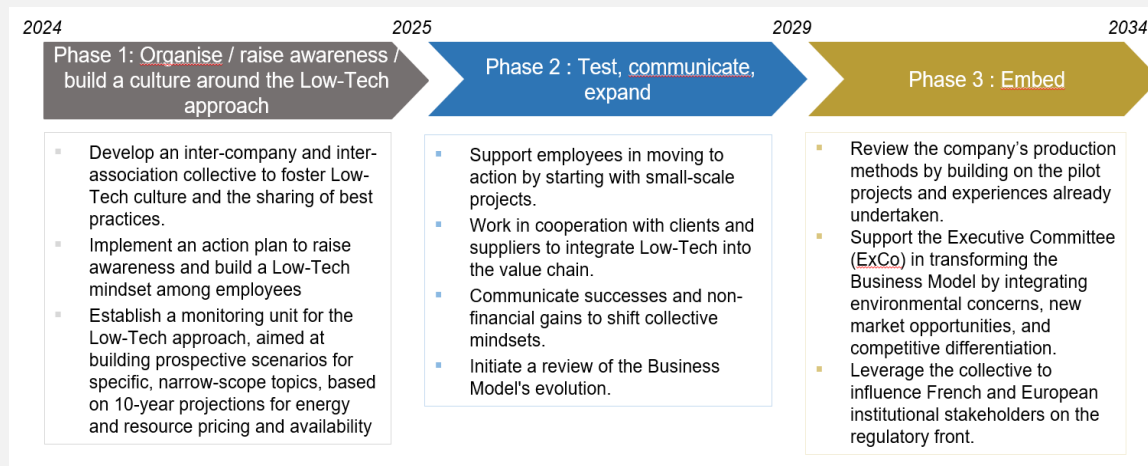 2024
2025
2029
2034
Phase 1: Organise / raise awareness /
build a culture around the Low-Tech
approach
Phase 2 : Test, communicate,
expand
Phase 3 : Embed
Develop an inter-company and inter-
association collective to foster Low-
Tech culture and the sharing of best
practices.
Implement an action plan to raise
awareness and build a Low-Tech
mindset among employees
Establish a monitoring unit for the
Low-Tech approach, aimed at
building prospective scenarios for
specific, narrow-scope topics, based
on 10-year projections for energy
and resource pricing and availability
Support employees in moving to
action by starting with small-scale
projects.
Work in cooperation with clients and
suppliers to integrate Low-Tech into
the value chain.
Communicate successes and non-
financial gains to shift collective
mindsets.
Initiate a review of the Business
Model's evolution.
Review the company’s production
methods by building on the pilot
projects and experiences already
undertaken.
Support the Executive Committee
(ExCo) in transforming the
Business Model by integrating
environmental concerns, new
market opportunities, and
competitive differentiation.
Leverage the collective to
influence French and European
institutional stakeholders on the
regulatory front.